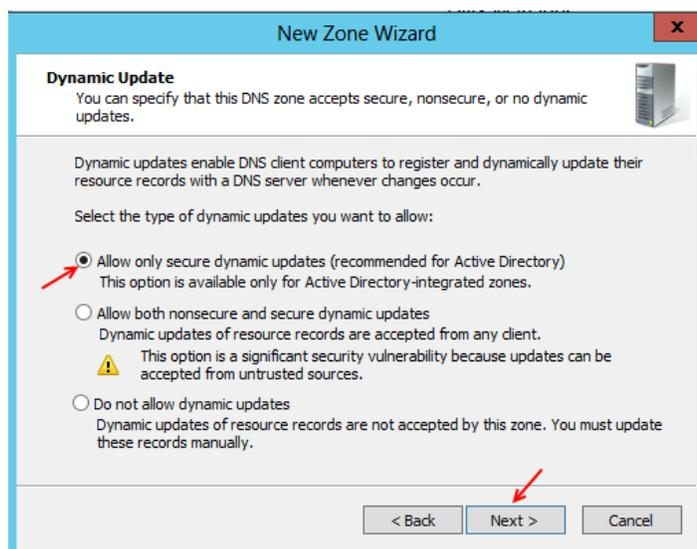 New Zone Wizard
x
Dynamic Update
You can specify that this DNS zone accepts secure, nonsecure, or no dynamic
updates.
Dynamic updates enable DNS client computers to register and dynamically update their
resource records with a DNS server whenever changes occur.
Select the type of dynamic updates you want to allow:
Allow only secure dynamic updates (recommended for Active Directory)
This option is available only for Active Directory-integrated zones.
Allow both nonsecure and secure dynamic updates
Dynamic updates of resource records are accepted from any client.
This option is a significant security vulnerability because updates can be
accepted from untrusted sources.
Do not allow dynamic updates
Dynamic updates of resource records are not accepted by this zone. You must update
these records manually.
< Back Next > Cancel